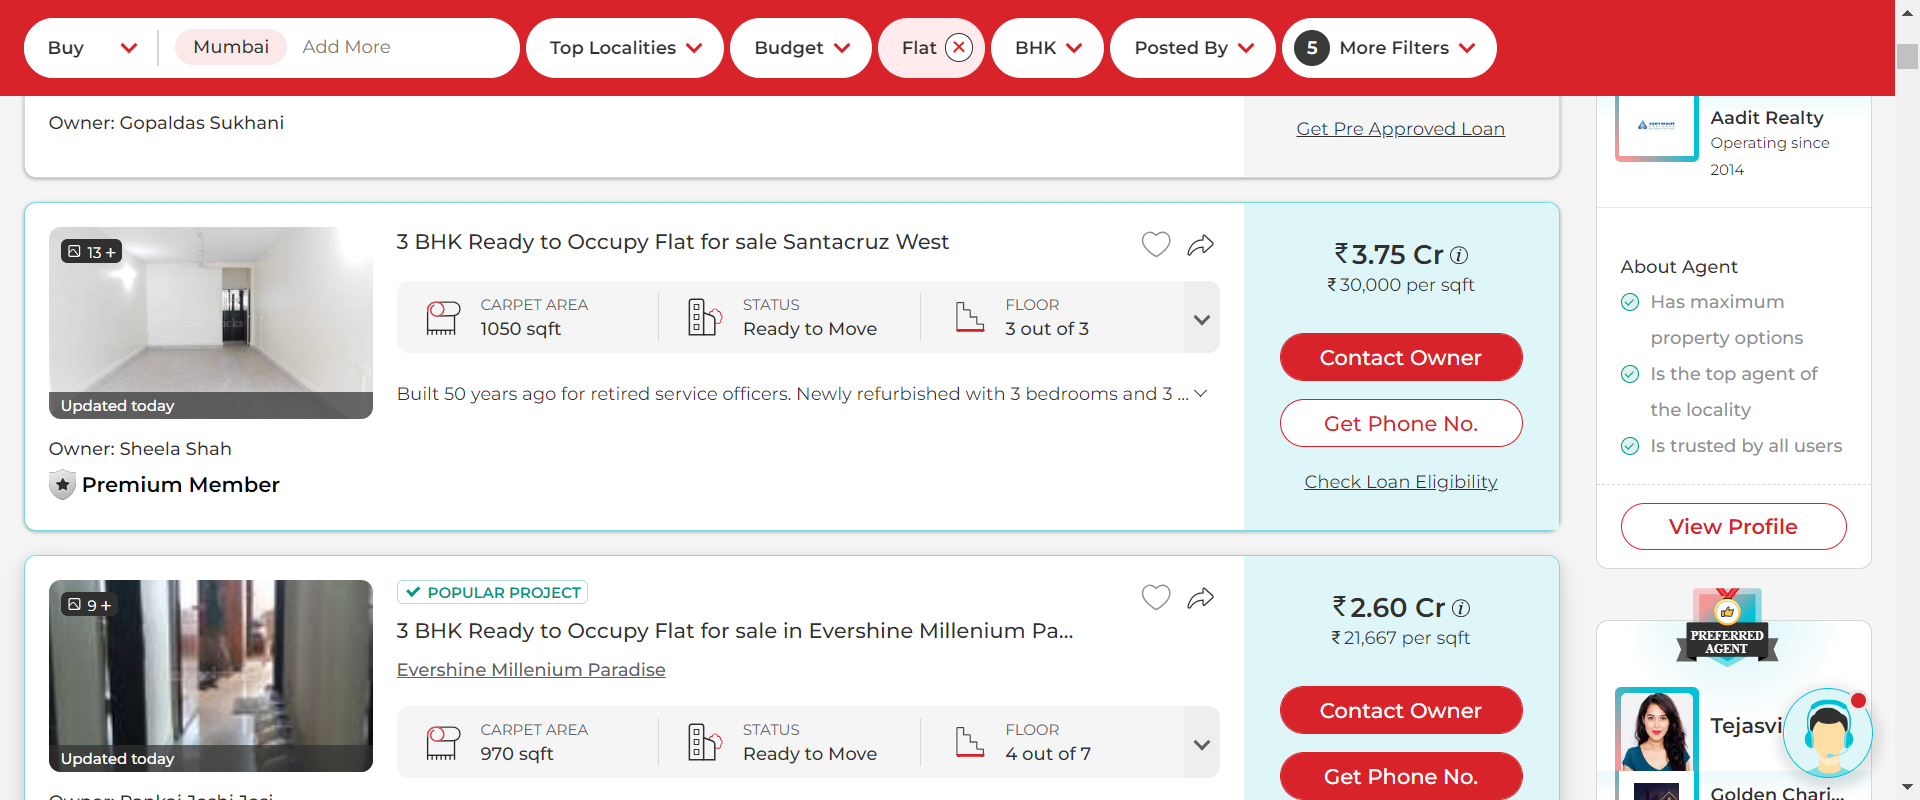 Buy
Mumbai
Add More
Top Localities
Budget
Flat
BHK
Posted By
5
More Filters
Owner: Gopaldas Sukhani
Get Pre Approved Loan
13 +
Updated today
Owner: Sheela Shah
Premium Member
3 BHK Ready to Occupy Flat for sale Santacruz West
CARPET AREA
1050 sqft
STATUS
Ready to Move
FLOOR
3 out of 3
Built 50 years ago for retired service officers. Newly refurbished with 3 bedrooms and 3 ...
₹3.75 Cr
₹30,000 per sqft
Contact Owner
Get Phone No.
Check Loan Eligibility
9 +
Updated today
POPULAR PROJECT
3 BHK Ready to Occupy Flat for sale in Evershine Millenium Pa...
Evershine Millenium Paradise
CARPET AREA
970 sqft
STATUS
Ready to Move
FLOOR
4 out of 7
₹2.60 Cr
₹21,667 per sqft
Contact Owner
Get Phone No.
Aadit Realty
Operating since
2014
About Agent
Has maximum
property options
Is the top agent of
the locality
Is trusted by all users
View Profile
PREFERRED
AGENT
Tejasvi
Golden Chari...